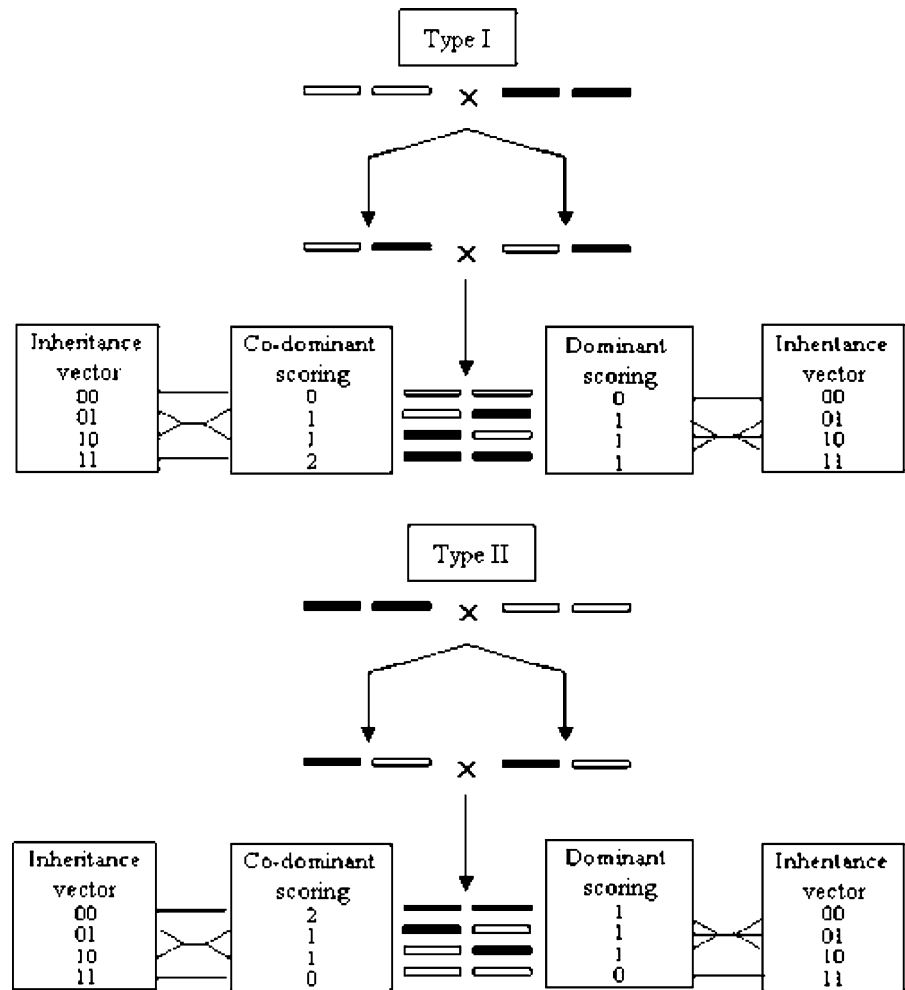 Type I
×
×
Inheritance
vector
00
01
10
11
Co-dominant
scoring
0
1
1
2
Dominant
scoring
0
1
1
1
Inheritance
vector
00
01
10
11
Type II
×
×
Inheritance
vector
00
01
10
11
Co-dominant
scoring
2
1
1
0
Dominant
scoring
1
1
1
0
Inheritance
vector
00
01
10
11